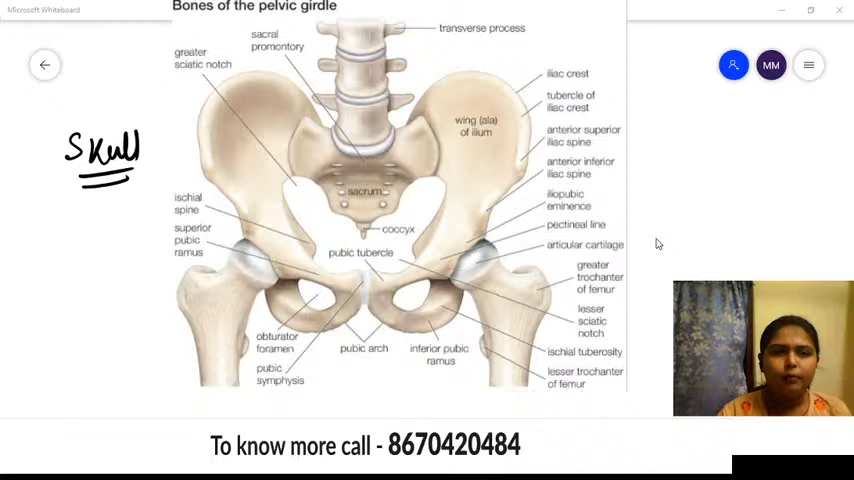 Microsoft Whiteboard
Bones of the pelvic girdle
transverse process
sacral
promontory
greater
sciatic notch
iliac crest
tubercle of
iliac crest
wing (ala)
of ilium
anterior superior
iliac spine
anterior inferior
iliac spine
Skull
sacrum
iliopubic
eminence
ischial
spine
pectineal line
coccyx
superior
pubic
ramus
articular cartilage
pubic tubercle
greater
trochanter
of femur
lesser
sciatic
notch
obturator
foramen
pubic arch
inferior pubic
ramus
ischial tuberosity
pubic
symphysis
lesser trochanter
of femur
MM
To know more call - 8670420484